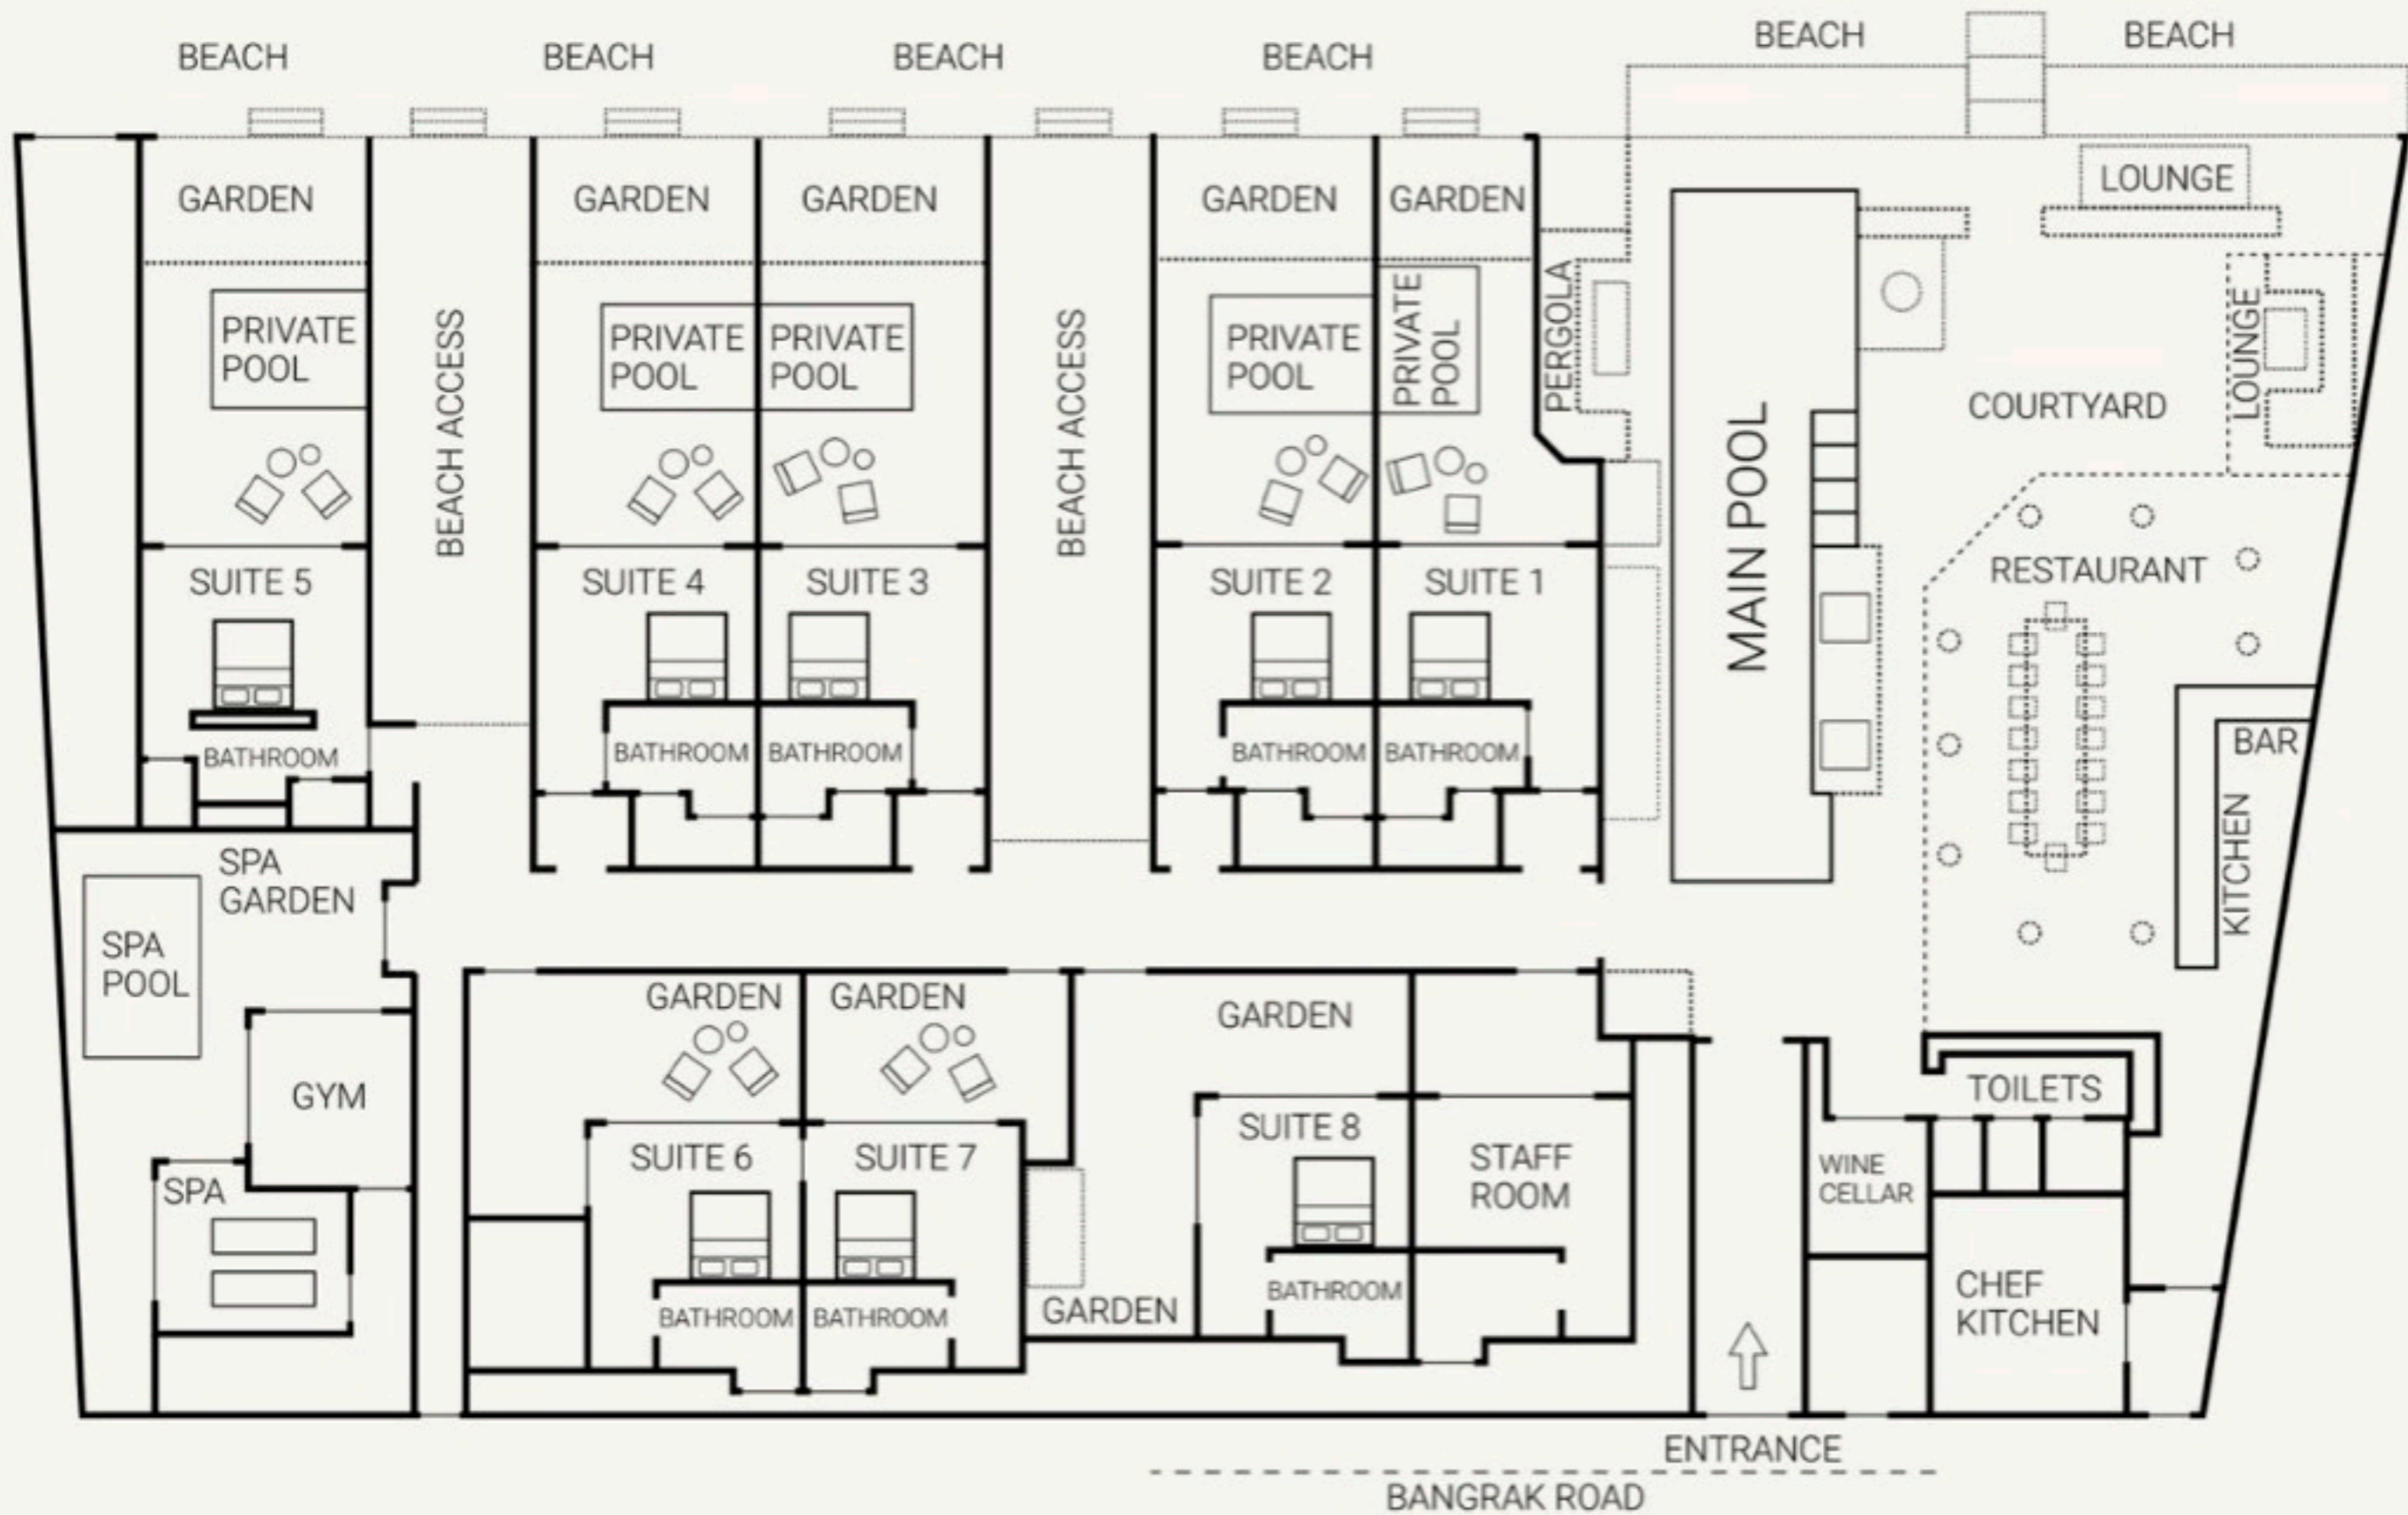 BEACH
BEACH
BEACH
BEACH
BEACH
BEACH
GARDEN
GARDEN
GARDEN
GARDEN
GARDEN
LOUNGE
PRIVATE
POOL
BEACH ACCESS
PRIVATE
POOL
PRIVATE
POOL
BEACH ACCESS
PRIVATE
POOL
PRIVATE
POOL
PERGOLA
MAIN POOL
COURTYARD
LOUNGE
SUITE 5
SUITE 4
SUITE 3
SUITE 2
SUITE 1
RESTAURANT
BATHROOM
BATHROOM
BATHROOM
BATHROOM
BATHROOM
BAR
KITCHEN
SPA
GARDEN
SPA
POOL
GARDEN
GARDEN
GARDEN
GYM
SUITE 6
SUITE 7
SUITE 8
STAFF
ROOM
TOILETS
WINE
CELLAR
SPA
BATHROOM
BATHROOM
GARDEN
BATHROOM
CHEF
KITCHEN
ENTRANCE
BANGRAK ROAD